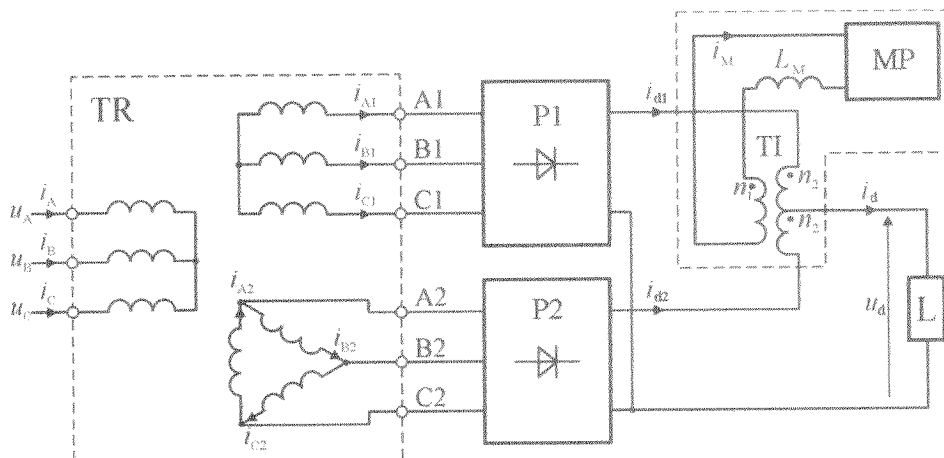 i_M
MP
L_M
TR
i_A1
A1
P1
i_d1
i_B1
B1
TI
i_C1
C1
n_1
n_2
n_2
i_d
i_A
u_A
i_B
u_B
i_C
u_C
u_d
L
i_A2
A2
P2
i_d2
i_B2
B2
C2
i_C2